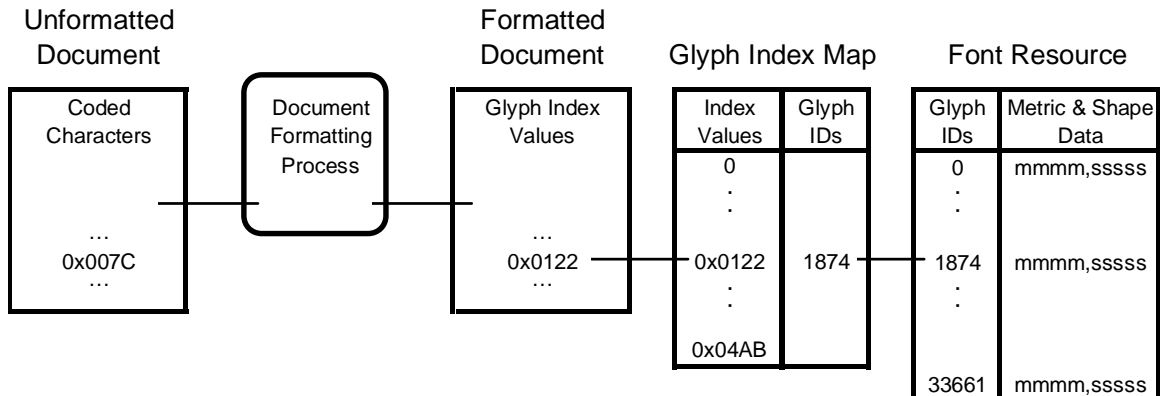 Unformatted
Document
Coded
Characters
...
0x007C
...
Document
Formatting
Process
Formatted
Document
Glyph Index
Values
...
0x0122
...
Glyph Index Map
Index
Values
Glyph
IDs
0
.
.
0x0122
1874
.
.
0x04AB
Font Resource
Glyph
IDs
Metric & Shape
Data
0
mmmm,sssss
.
.
1874
mmmm,sssss
.
.
33661
mmmm,sssss